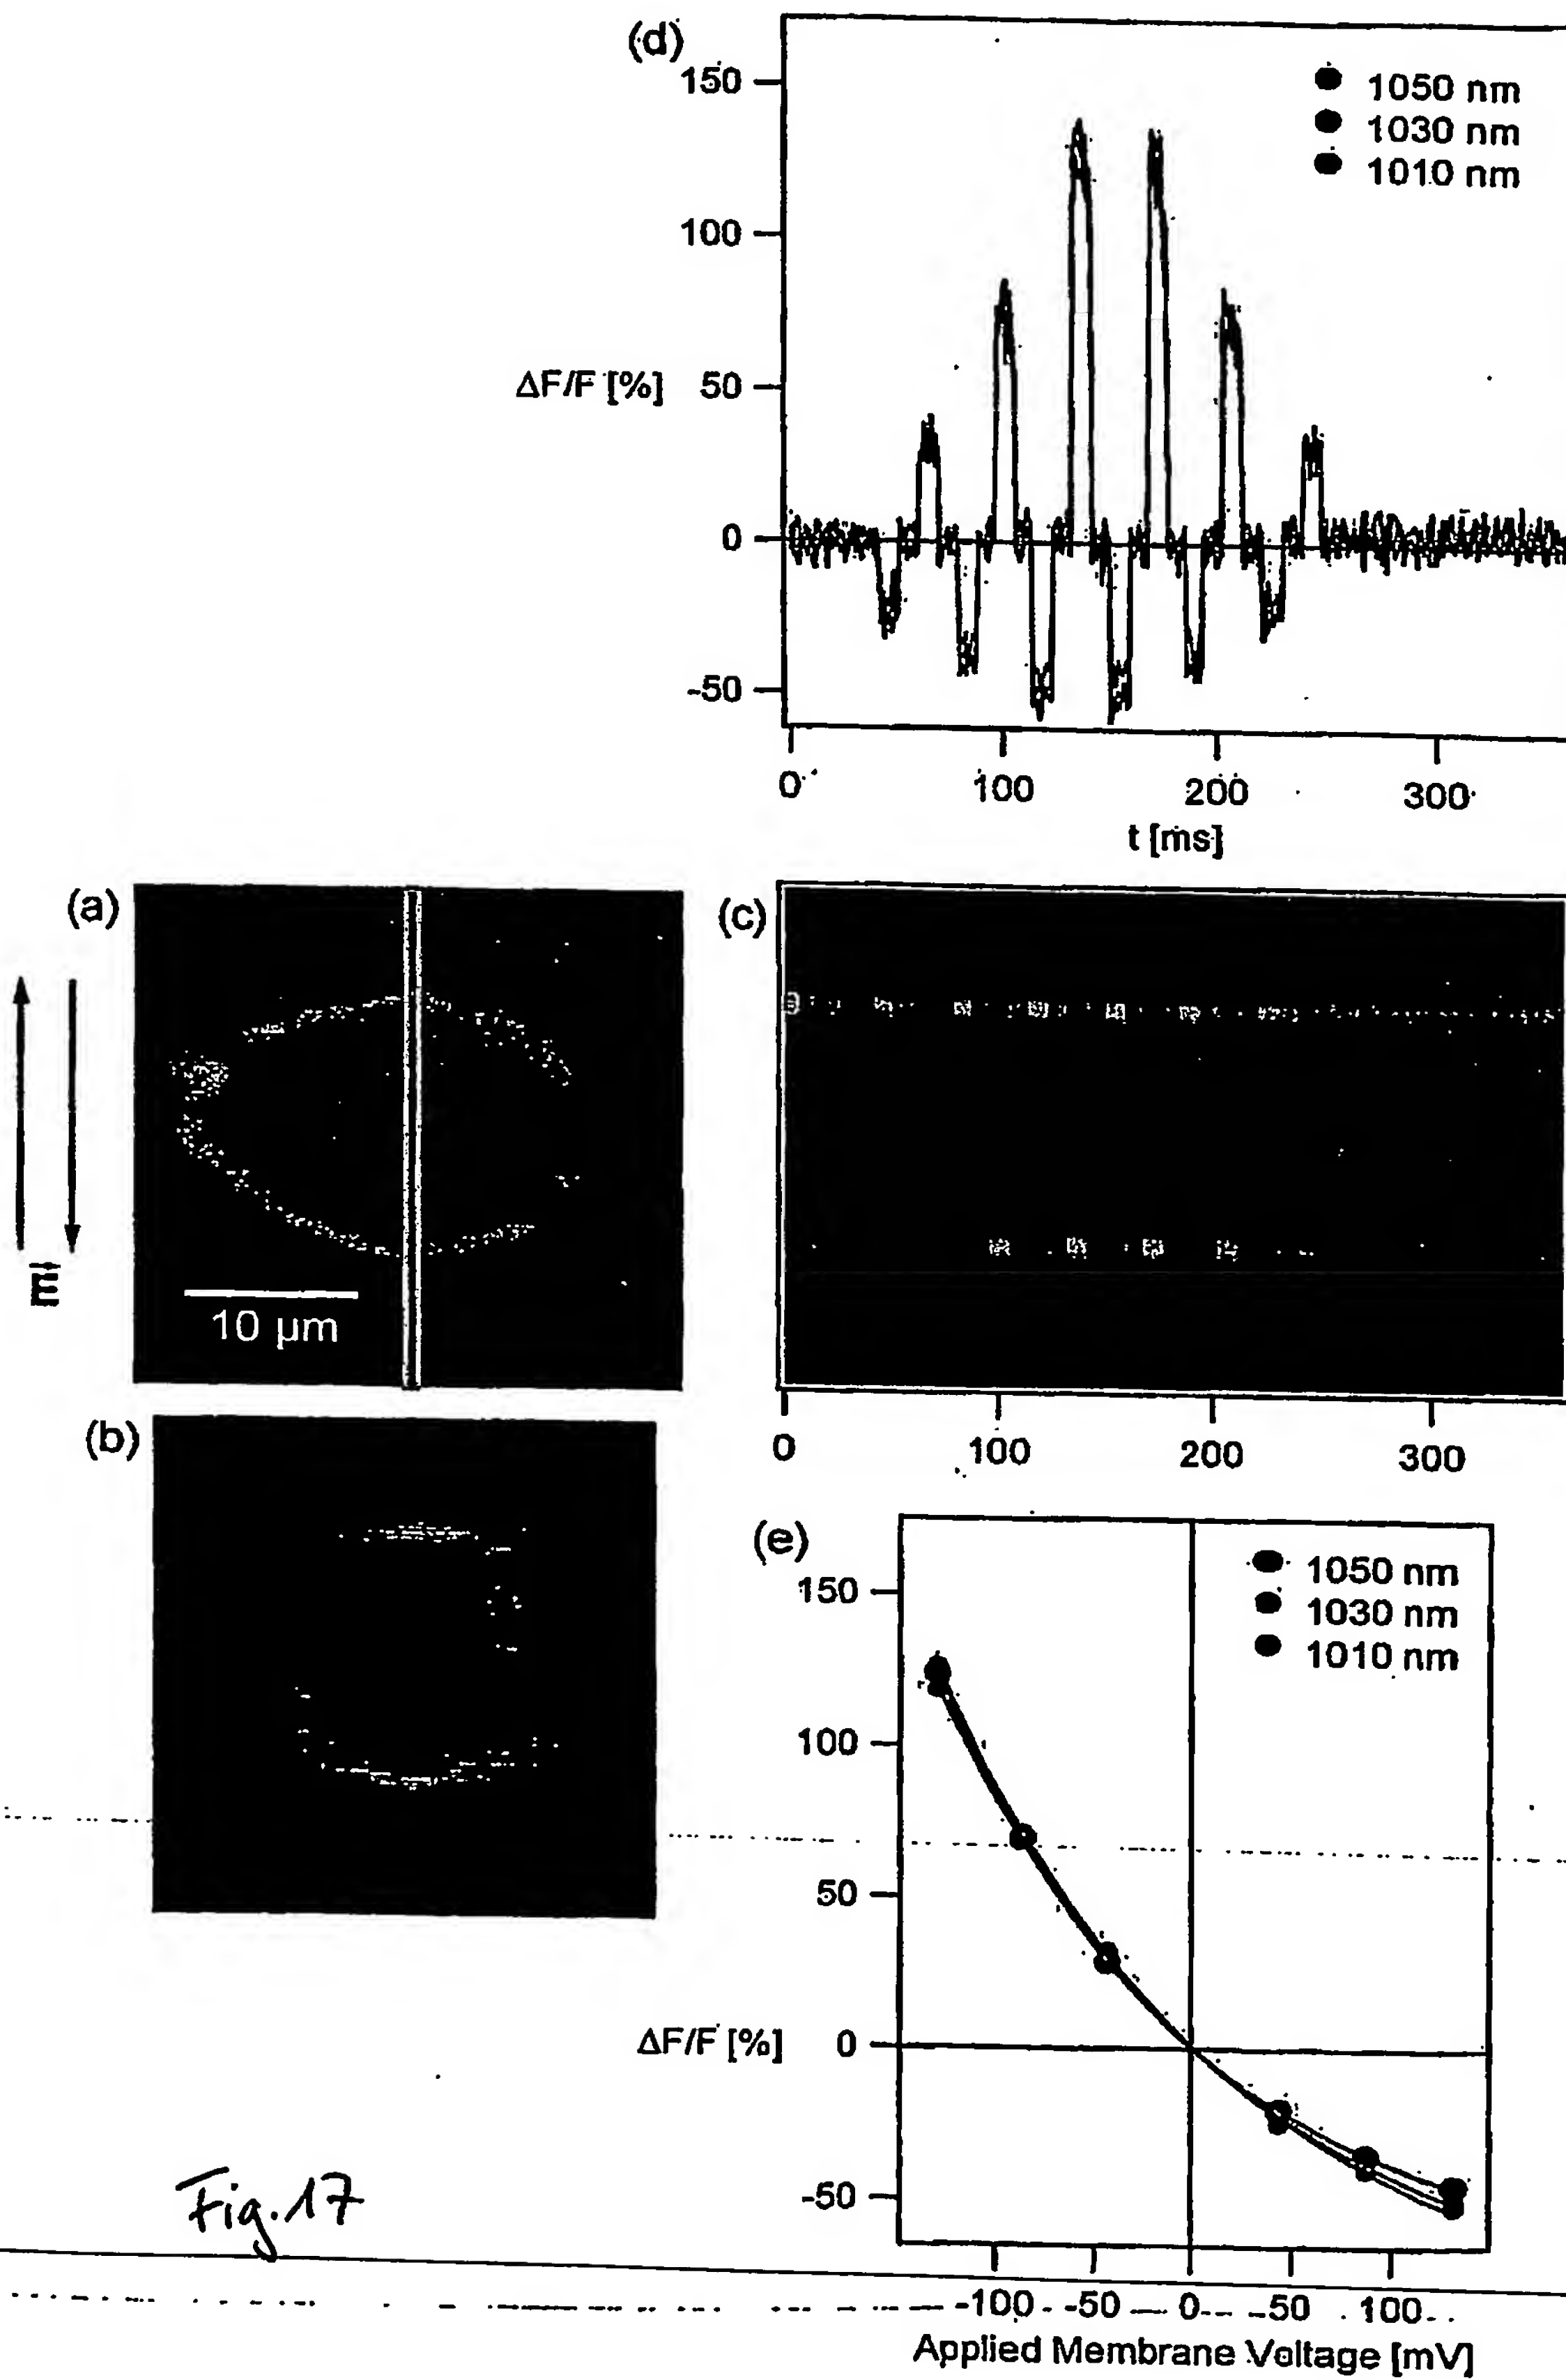 (d)
150
100
ΔF/F [%] 50
0
-50
1050 nm
1030 nm
1010 nm
0 100 200 300
t [ms]
(a)
E
10 μm
(b)
(c)
0 100 200 300
(e)
150
100
50
ΔF/F [%] 0
-50
1050 nm
1030 nm
1010 nm
-100 -50 0 50 100
Applied Membrane Voltage [mV]
Fig. 17